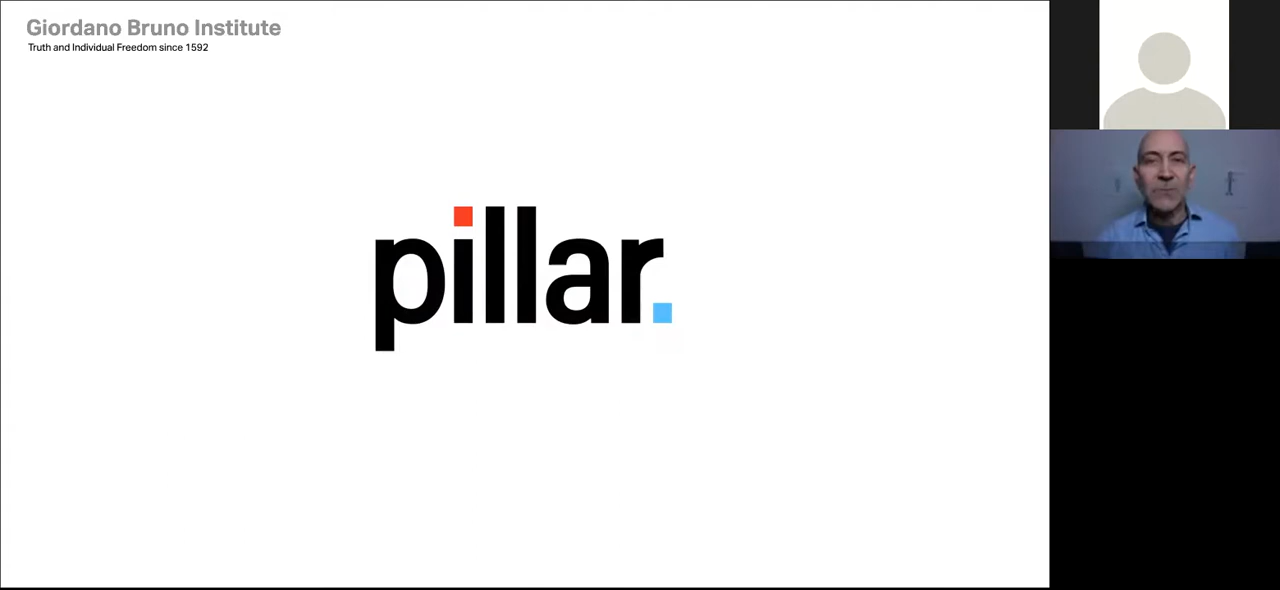 Giordano Bruno Institute
Truth and Individual Freedom since 1592
pillar.